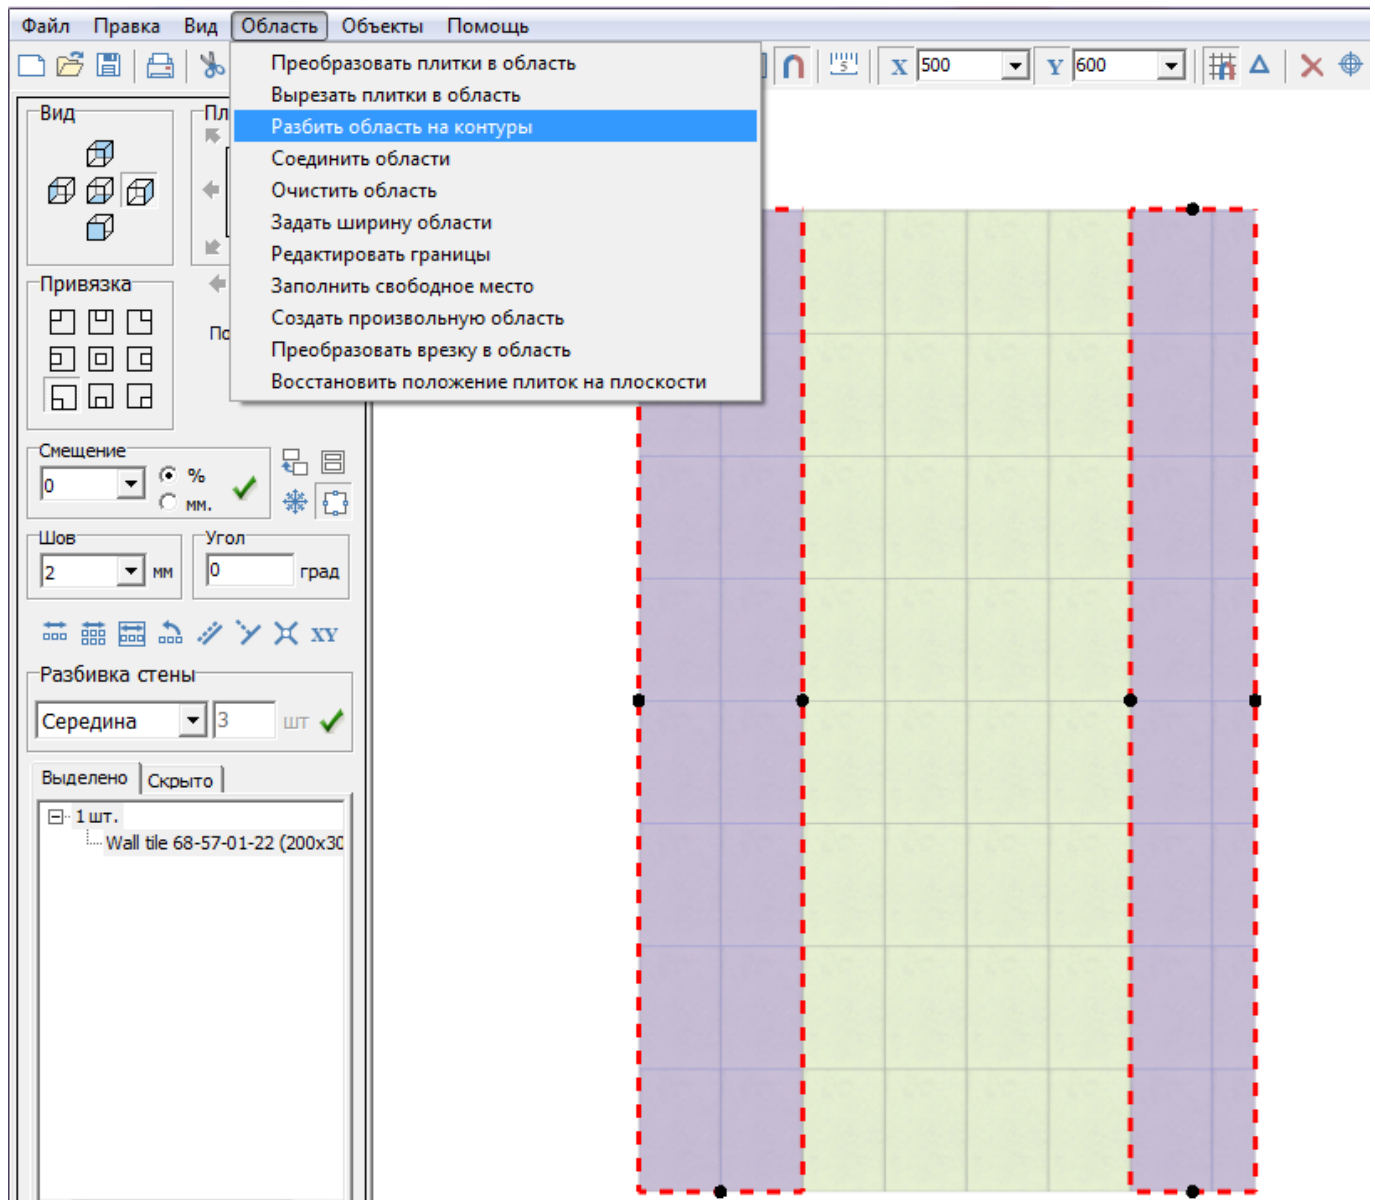 Файл Правка Вид Область Объекты Помощь
5 X 500 Y 600
Преобразовать плитки в область
Вырезать плитки в область
Разбить область на контуры
Соединить области
Очистить область
Задать ширину области
Редактировать границы
Заполнить свободное место
Создать произвольную область
Преобразовать врезку в область
Восстановить положение плиток на плоскости
Вид Пл
Привязка
По
Смещение
0 % мм.
Шов Угол
2 мм 0 град
XY
Разбивка стены
Середина 3 шт
Выделено Скрыто
1 шт.
Wall tile 68-57-01-22 (200x30